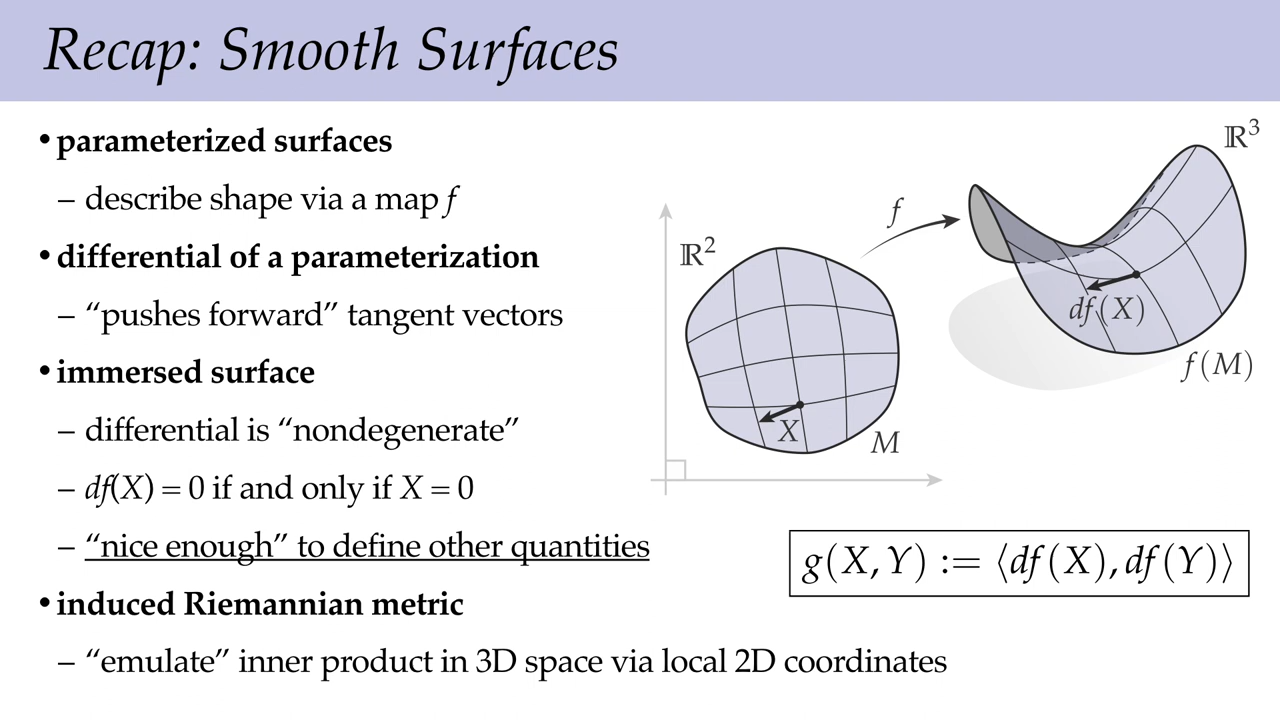 Recap: Smooth Surfaces
• parameterized surfaces
– describe shape via a map f
• differential of a parameterization
– “pushes forward” tangent vectors
• immersed surface
– differential is “nondegenerate”
– df(X) = 0 if and only if X = 0
– “nice enough” to define other quantities
• induced Riemannian metric
– “emulate” inner product in 3D space via local 2D coordinates
ℝ²
X
M
f
ℝ³
df(X)
f(M)
g(X, Y) := ⟨df(X), df(Y)⟩